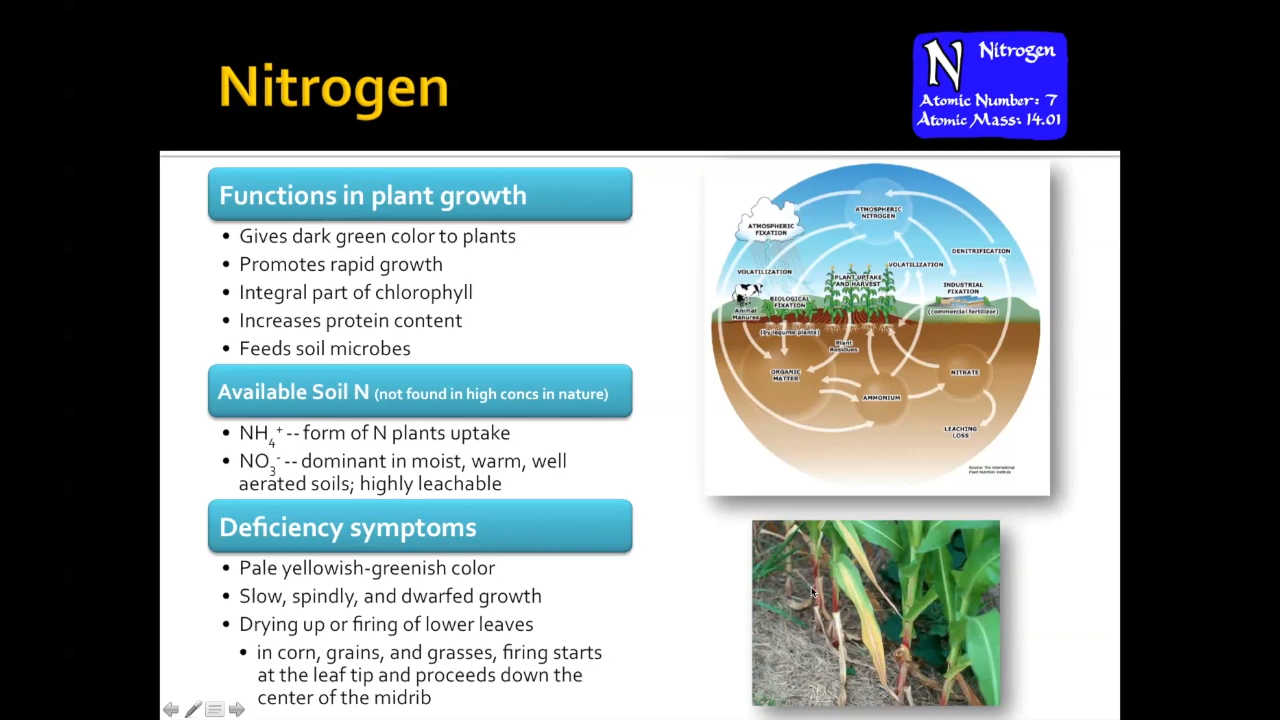 Nitrogen
N Nitrogen
Atomic Number: 7
Atomic Mass: 14.01
Functions in plant growth
• Gives dark green color to plants
• Promotes rapid growth
• Integral part of chlorophyll
• Increases protein content
• Feeds soil microbes
Available Soil N (not found in high concs in nature)
• NH₄⁺ -- form of N plants uptake
• NO₃⁻ -- dominant in moist, warm, well
aerated soils; highly leachable
Deficiency symptoms
• Pale yellowish-greenish color
• Slow, spindly, and dwarfed growth
• Drying up or firing of lower leaves
• in corn, grains, and grasses, firing starts
at the leaf tip and proceeds down the
center of the midrib
ATMOSPHERIC
NITROGEN
ATMOSPHERIC
FIXATION
DENITRIFICATION
VOLATILIZATION
VOLATILIZATION
PLANT UPTAKE
AND HARVEST
INDUSTRIAL
FIXATION
(commercial fertilizer)
BIOLOGICAL
FIXATION
(by legume plants)
Animal
Manures
Plant
Residues
ORGANIC
MATTER
NITRATE
AMMONIUM
LEACHING
LOSS
Source: The International
Plant Nutrition Institute